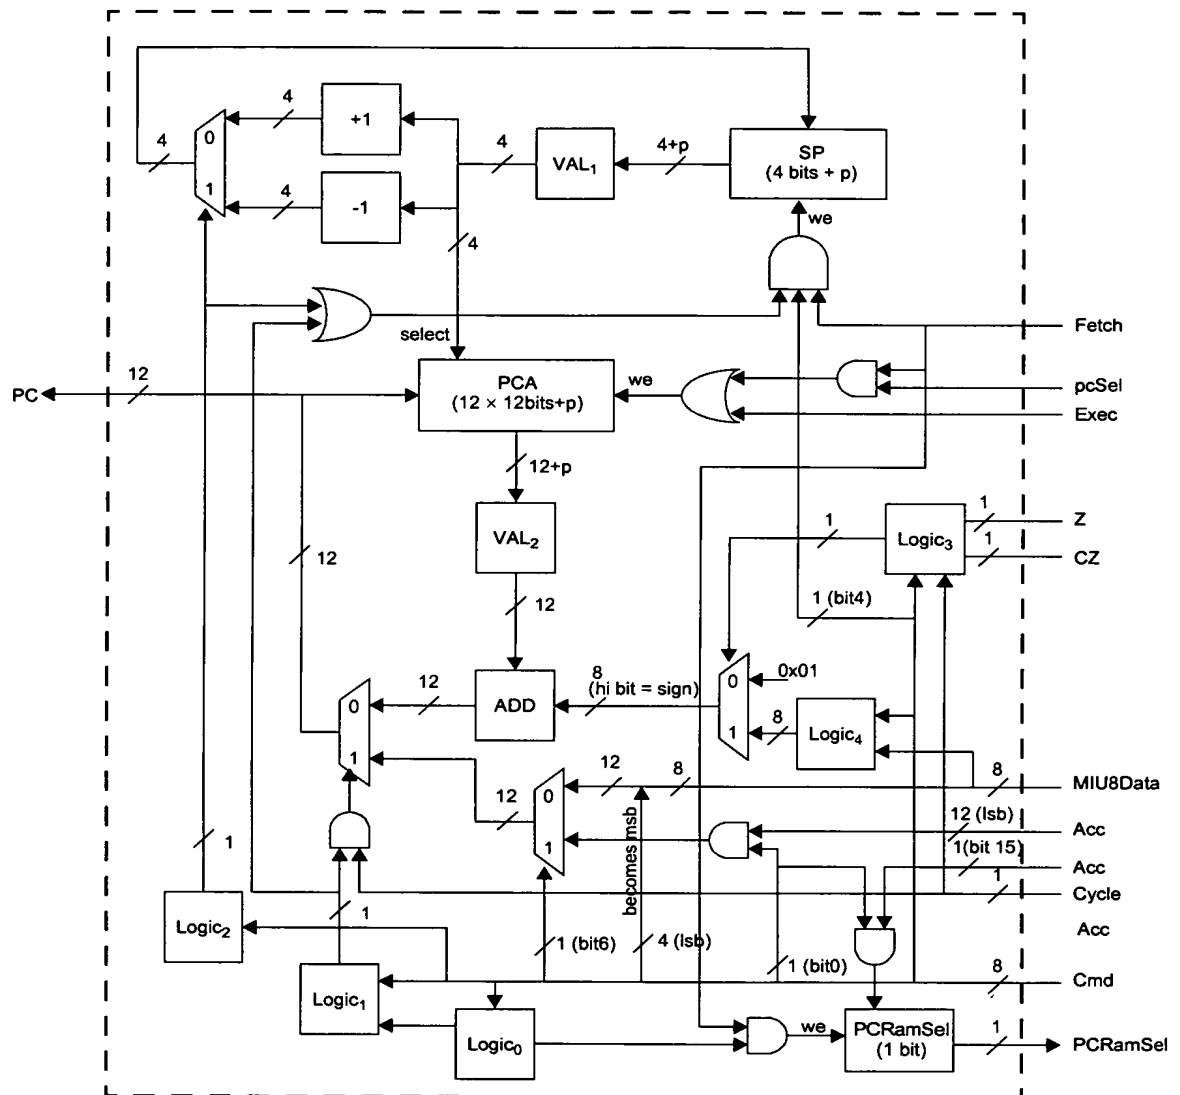 4
+1
0
4
4
4+p
VAL₁
SP
(4 bits + p)
1
4
-1
4
we
select
Fetch
PC
12
PCA
(12 × 12bits+p)
we
pcSel
Exec
12+p
VAL₂
1
Logic₃
1
Z
1
CZ
12
12
1 (bit4)
0x01
0
8
(hi bit = sign)
12
ADD
0
1
8
Logic₄
1
12
8
8
MIU8Data
12
0
becomes msb
12 (lsb)
Acc
1
1
1(bit 15)
Acc
1
Cycle
Logic₂
1
Acc
1 (bit6)
4 (lsb)
1 (bit0)
8
Cmd
Logic₁
Logic₀
we
PCRamSel
(1 bit)
1
PCRamSel